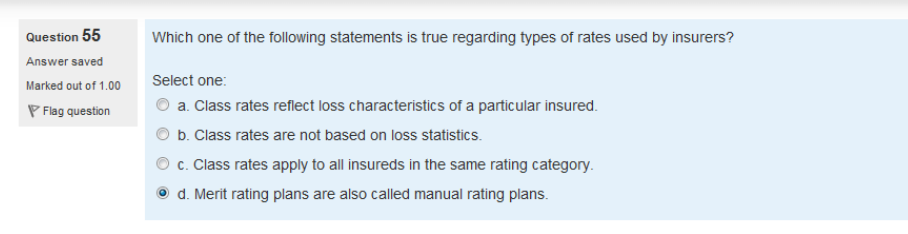 Question 55
Answer saved
Marked out of 1.00
Flag question
Which one of the following statements is true regarding types of rates used by insurers?
Select one:
a. Class rates reflect loss characteristics of a particular insured.
b. Class rates are not based on loss statistics.
c. Class rates apply to all insureds in the same rating category.
d. Merit rating plans are also called manual rating plans.